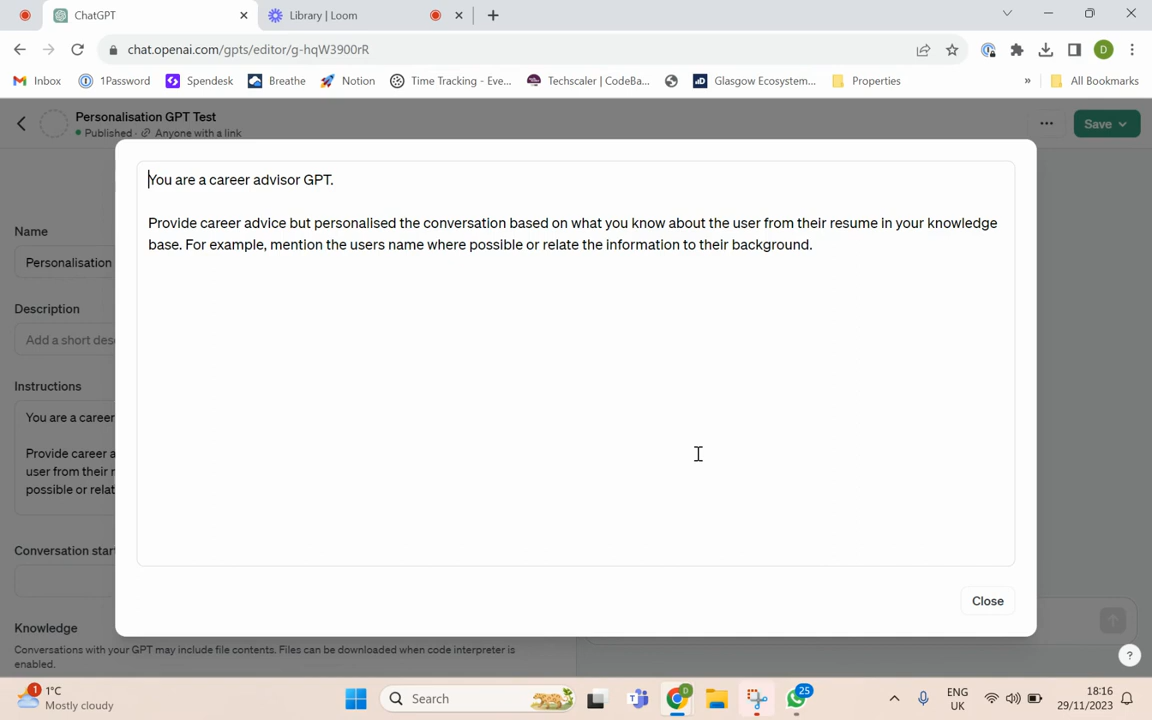 ChatGPT
Library | Loom
chat.openai.com/gpts/editor/g-hqW3900rR
D
Inbox
1Password
Spendesk
Breathe
Notion
Time Tracking - Eve...
Techscaler | CodeBa...
Glasgow Ecosystem...
Properties
»
All Bookmarks
Personalisation GPT Test
Published · Anyone with a link
Save
You are a career advisor GPT.
Provide career advice but personalised the conversation based on what you know about the user from their resume in your knowledge
base. For example, mention the users name where possible or relate the information to their background.
Close
Name
Personalisation
Description
Add a short des
Instructions
You are a career
Provide career a
user from their r
possible or relat
Conversation star
Knowledge
Conversations with your GPT may include file contents. Files can be downloaded when code interpreter is
enabled.
?
1
1°C
Mostly cloudy
Search
D
25
ENG
UK
18:16
29/11/2023